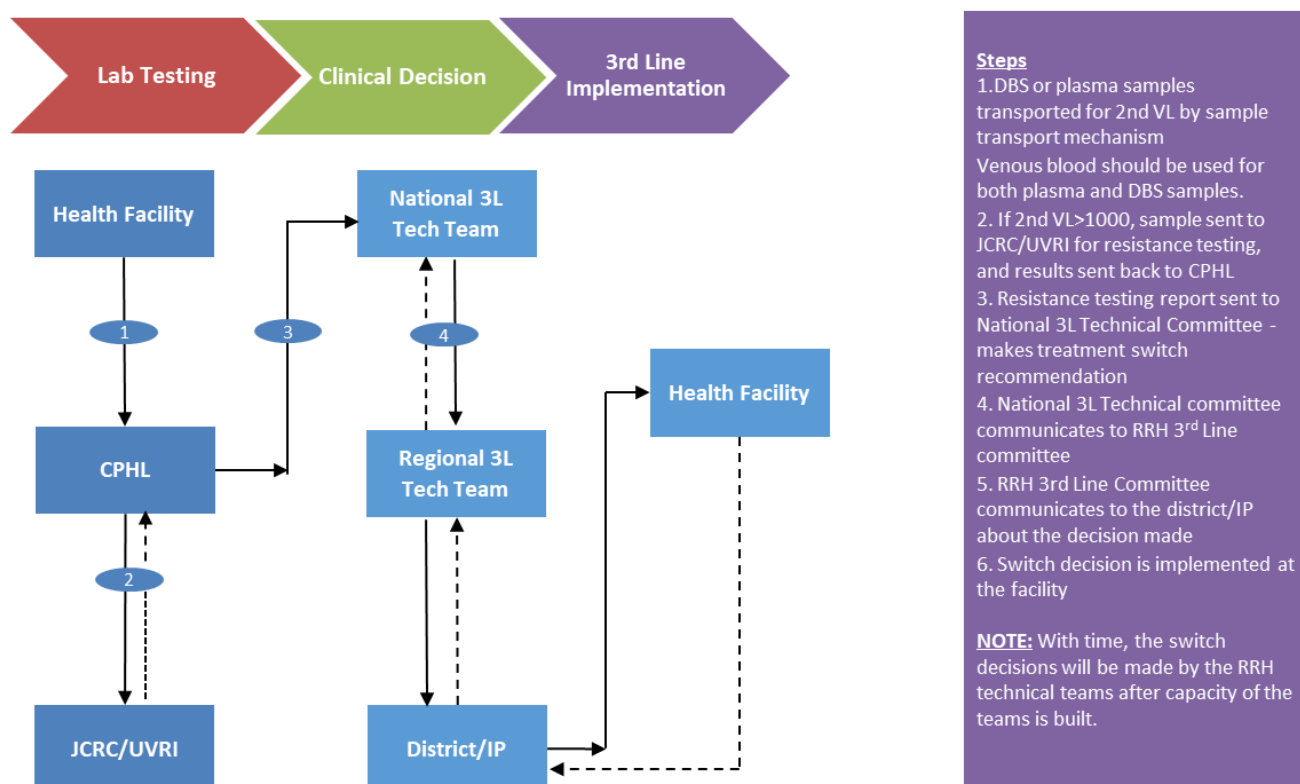 Lab Testing
Clinical Decision
3rd Line
Implementation
Health Facility
National 3L
Tech Team
1
3
4
Health Facility
CPHL
Regional 3L
Tech Team
2
JCRC/UVRI
District/IP
Steps
1.DBS or plasma samples
transported for 2nd VL by sample
transport mechanism
Venous blood should be used for
both plasma and DBS samples.
2. If 2nd VL>1000, sample sent to
JCRC/UVRI for resistance testing,
and results sent back to CPHL
3. Resistance testing report sent to
National 3L Technical Committee -
makes treatment switch
recommendation
4. National 3L Technical committee
communicates to RRH 3rd Line
committee
5. RRH 3rd Line Committee
communicates to the district/IP
about the decision made
6. Switch decision is implemented at
the facility
NOTE: With time, the switch
decisions will be made by the RRH
technical teams after capacity of the
teams is built.